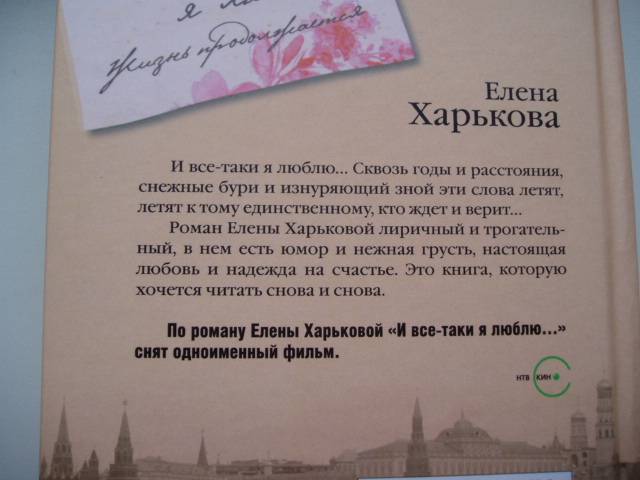 я
жизнь продолжается
Елена
Харькова
И все-таки я люблю... Сквозь годы и расстояния,
снежные бури и изнуряющий зной эти слова летят,
летят к тому единственному, кто ждет и верит...
Роман Елены Харьковой лиричный и трогатель-
ный, в нем есть юмор и нежная грусть, настоящая
любовь и надежда на счастье. Это книга, которую
хочется читать снова и снова.
По роману Елены Харьковой «И все-таки я люблю...»
снят одноименный фильм.
НТВ КИНО